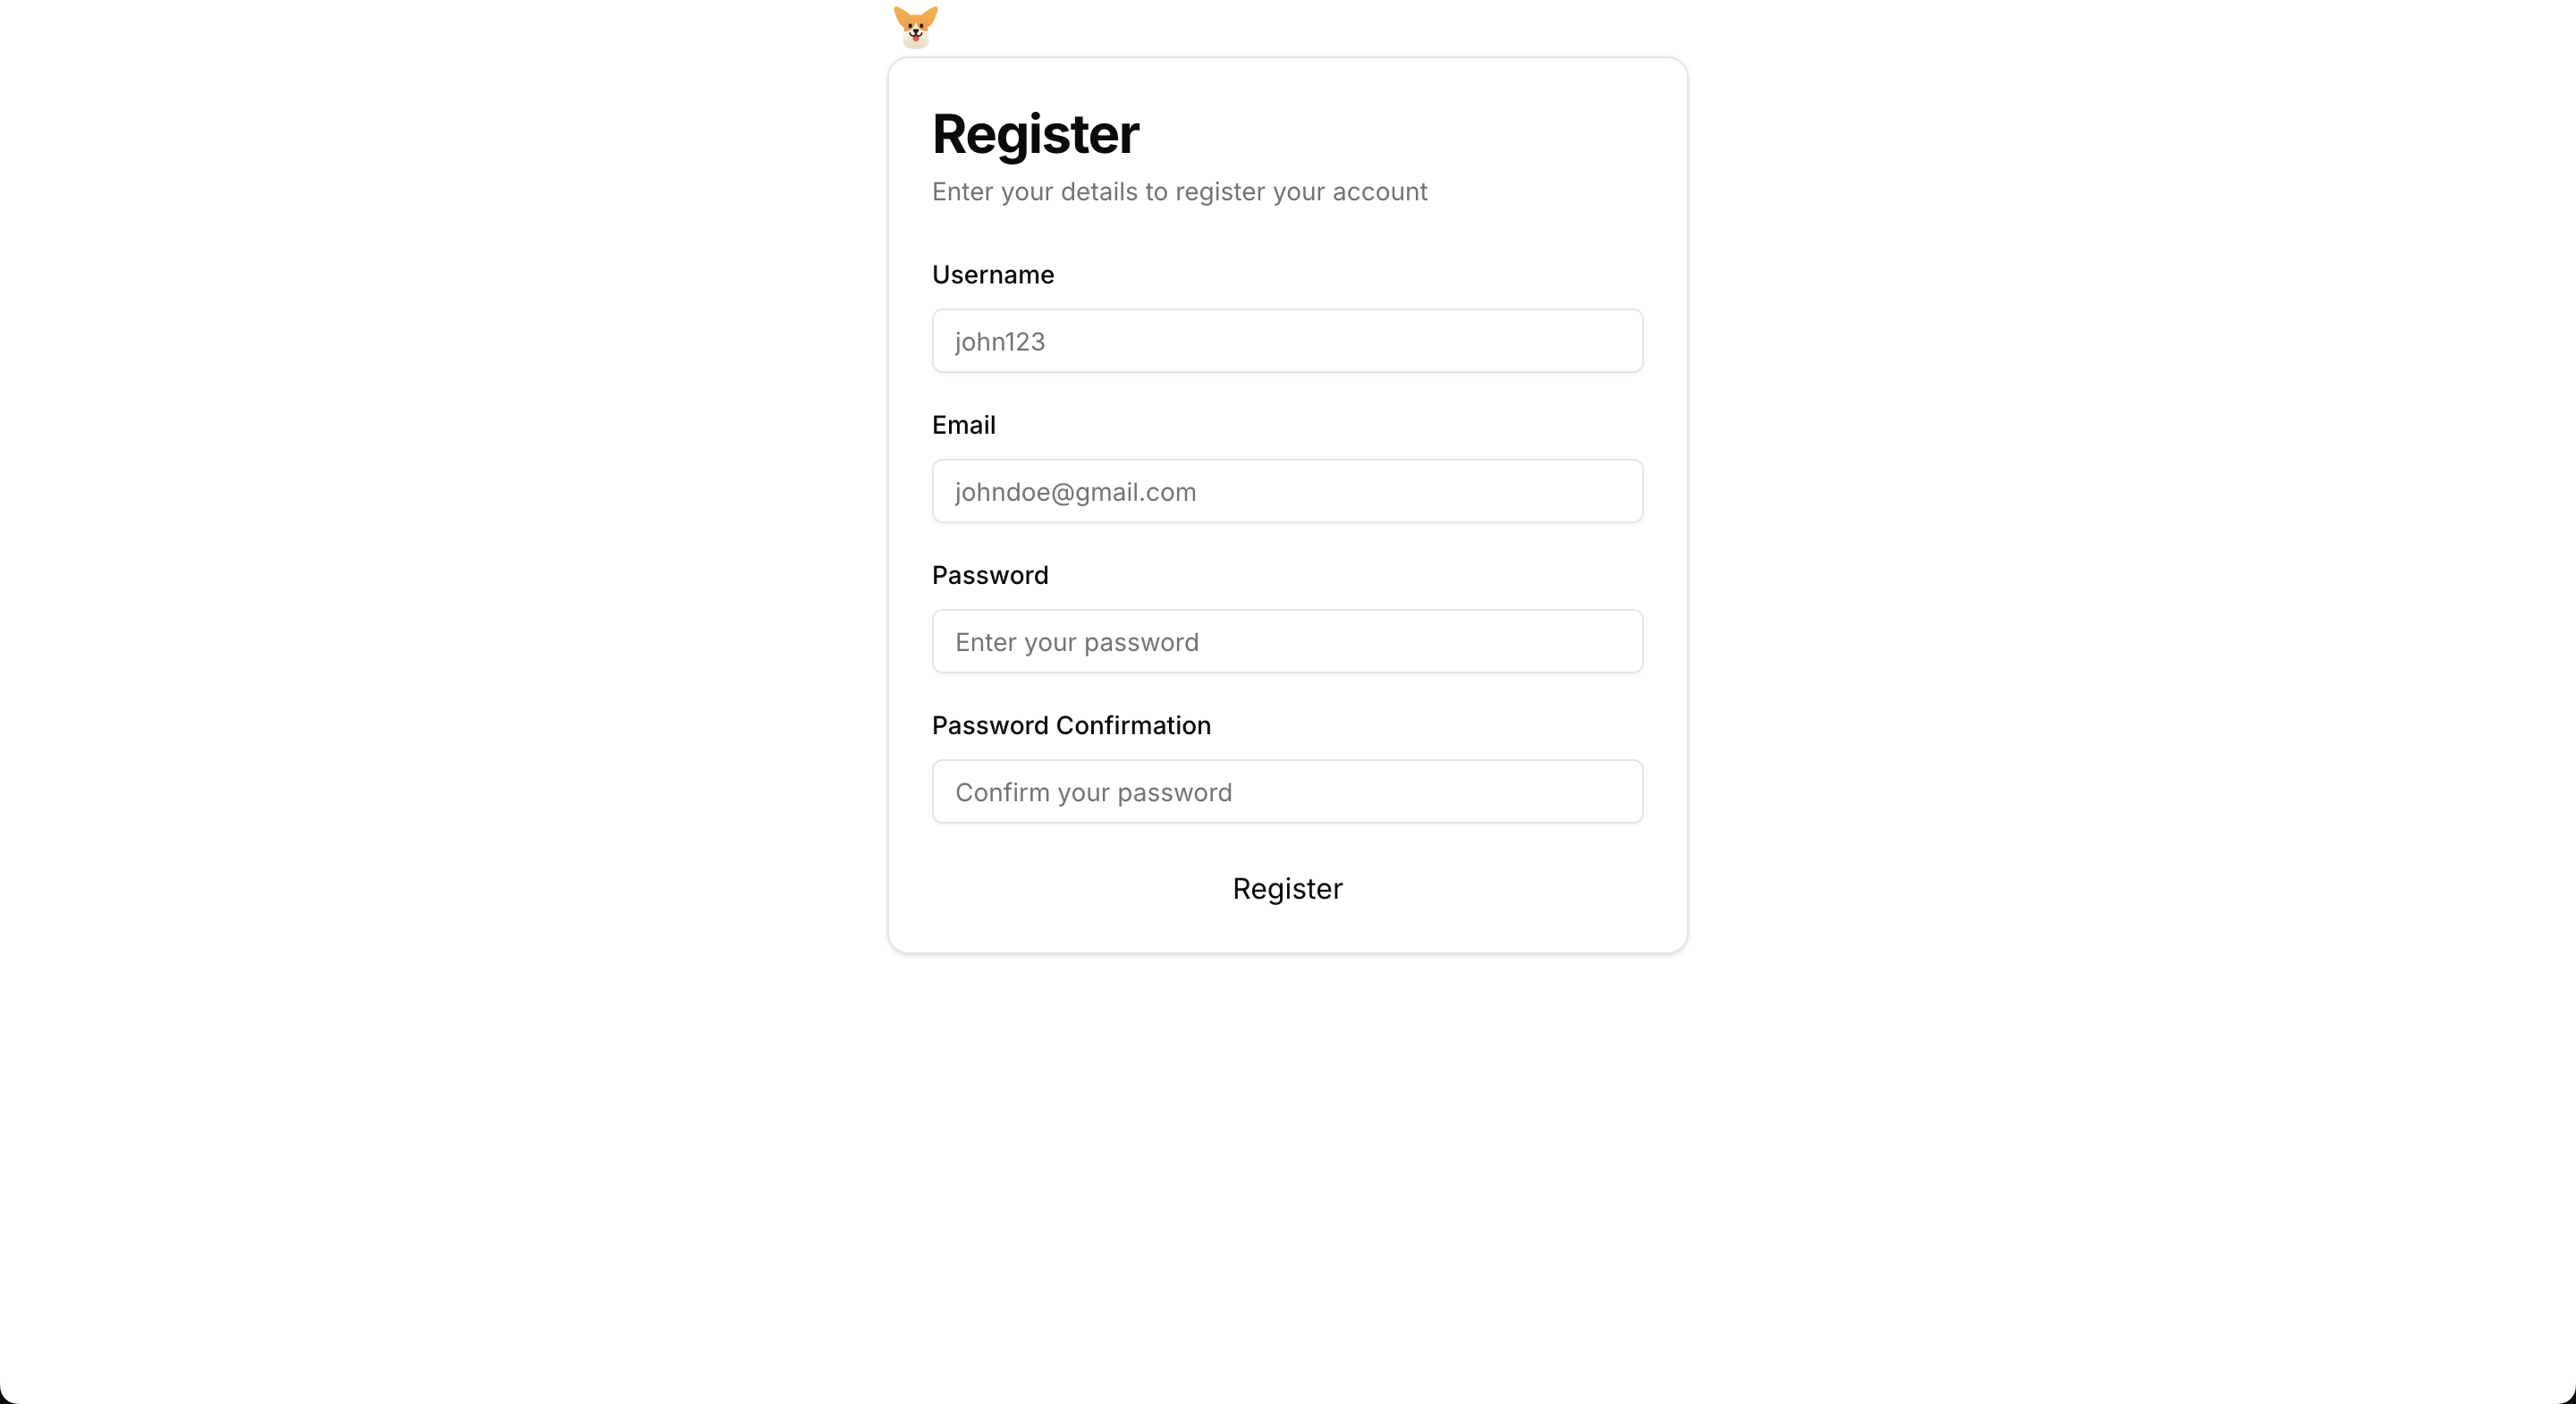 Register
Enter your details to register your account
Username
john123
Email
johndoe@gmail.com
Password
Enter your password
Password Confirmation
Confirm your password
Register